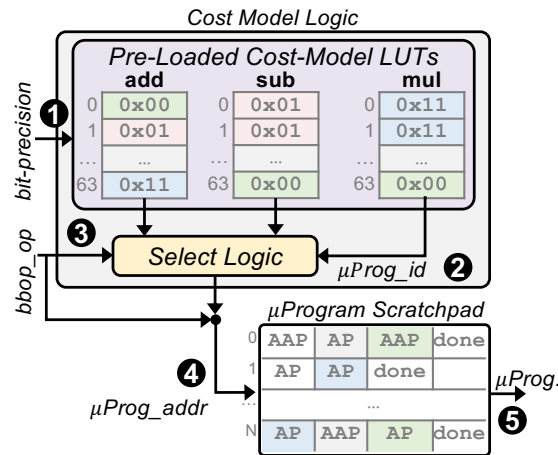 Cost Model Logic
Pre-Loaded Cost-Model LUTs
add sub mul
0 0x00 0x01 0x11
1 0x01 1 0x01 1 0x11
... ... ... ... ... ...
63 0x11 63 0x00 63 0x00
bit-precision
1
3
bbop_op
Select Logic
μProg_id
2
μProgram Scratchpad
0 AAP AP AAP done
1 AP AP done
... ...
N AP AAP AP done
4
μProg_addr
μProg.
5